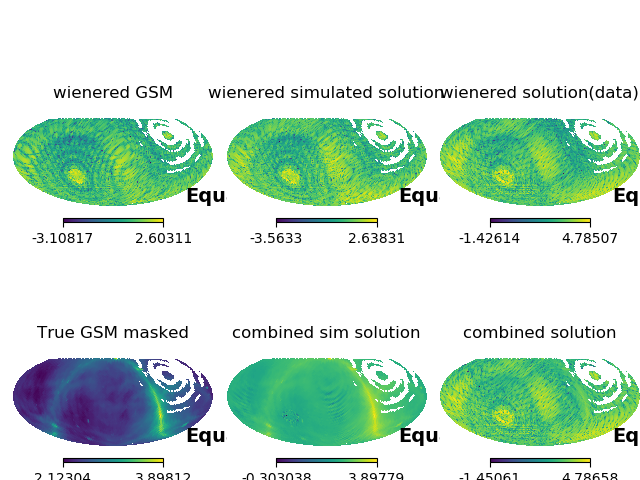 wienered GSM wienered simulated solution wienered solution(data)
Equ Equ Eq
-3.10817 2.60311 -3.5633 2.63831 -1.42614 4.78507
True GSM masked combined sim solution combined solution
Equ Equ Eq
2.12304 3.89812 -0.303038 3.89779 -1.45061 4.78658